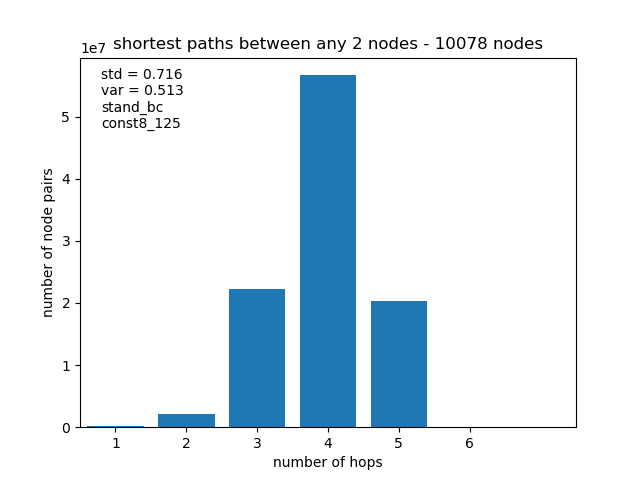 shortest paths between any 2 nodes - 10078 nodes
1e7
std = 0.716
var = 0.513
stand_bc
const8_125
number of node pairs
5
4
3
2
1
0
1 2 3 4 5 6
number of hops